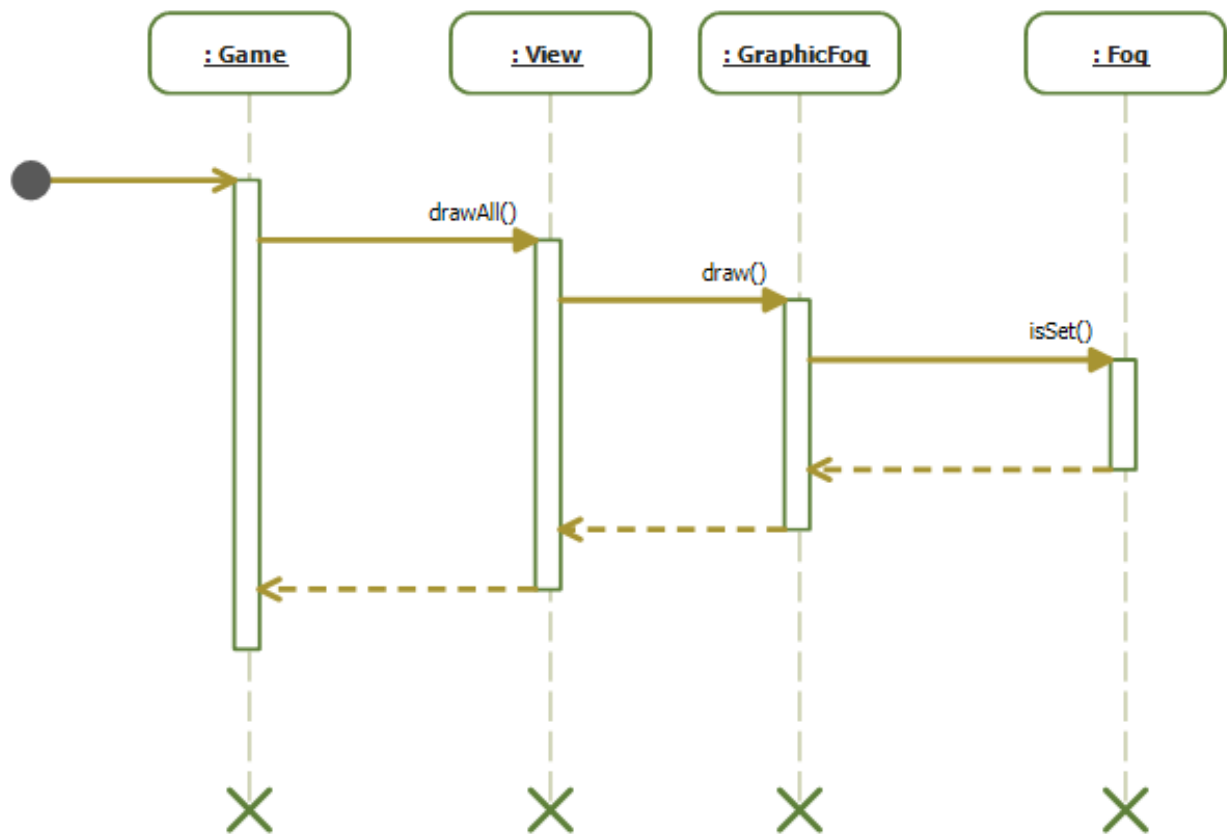 : Game
: View
: GraphicFog
: Fog
drawAll()
draw()
isSet()